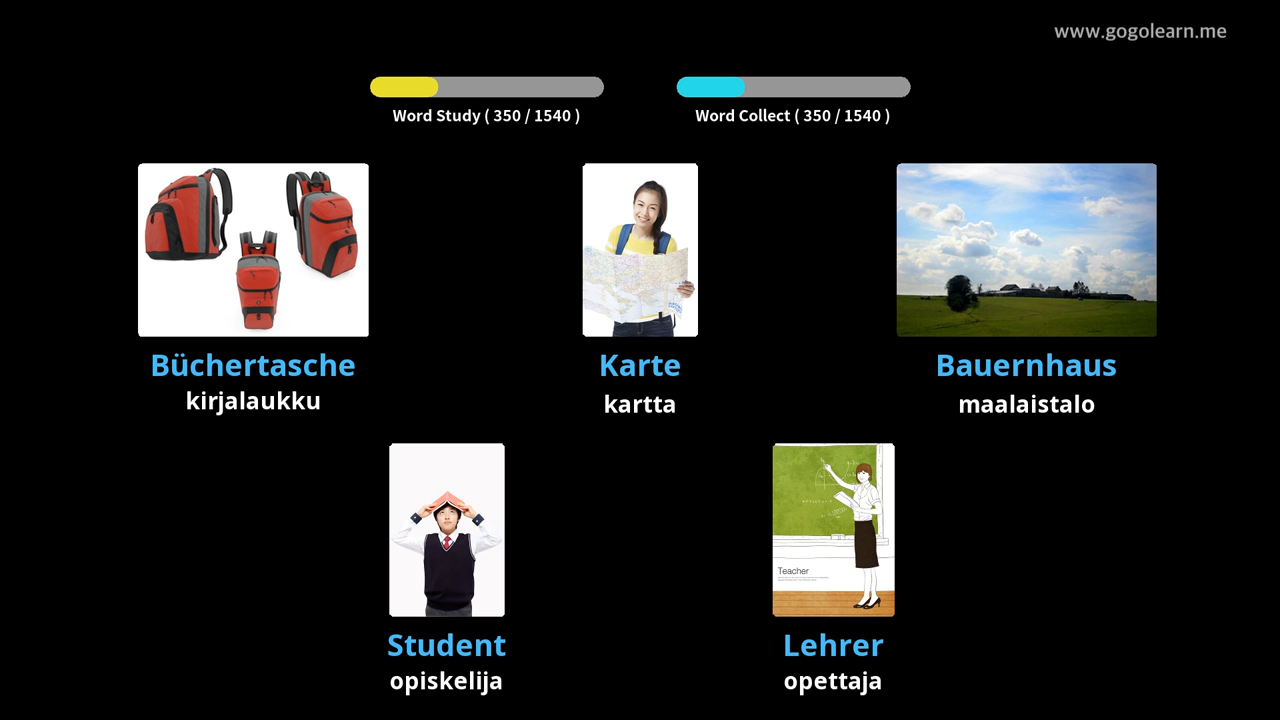 www.gogolearn.me
Word Study ( 350 / 1540 )
Word Collect ( 350 / 1540 )
Büchertasche
kirjalaukku
Karte
kartta
Bauernhaus
maalaistalo
Teacher
Student
opiskelija
Lehrer
opettaja